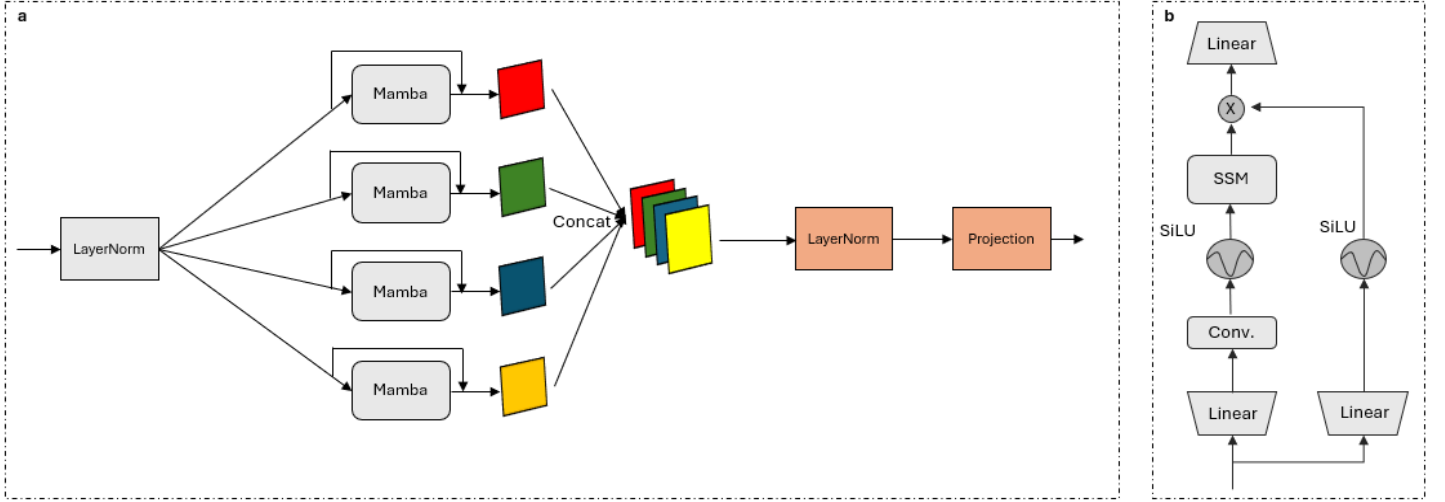 a
LayerNorm
Mamba
Mamba
Mamba
Mamba
Concat
LayerNorm
Projection
b
Linear
X
SSM
SiLU
SiLU
Conv.
Linear
Linear